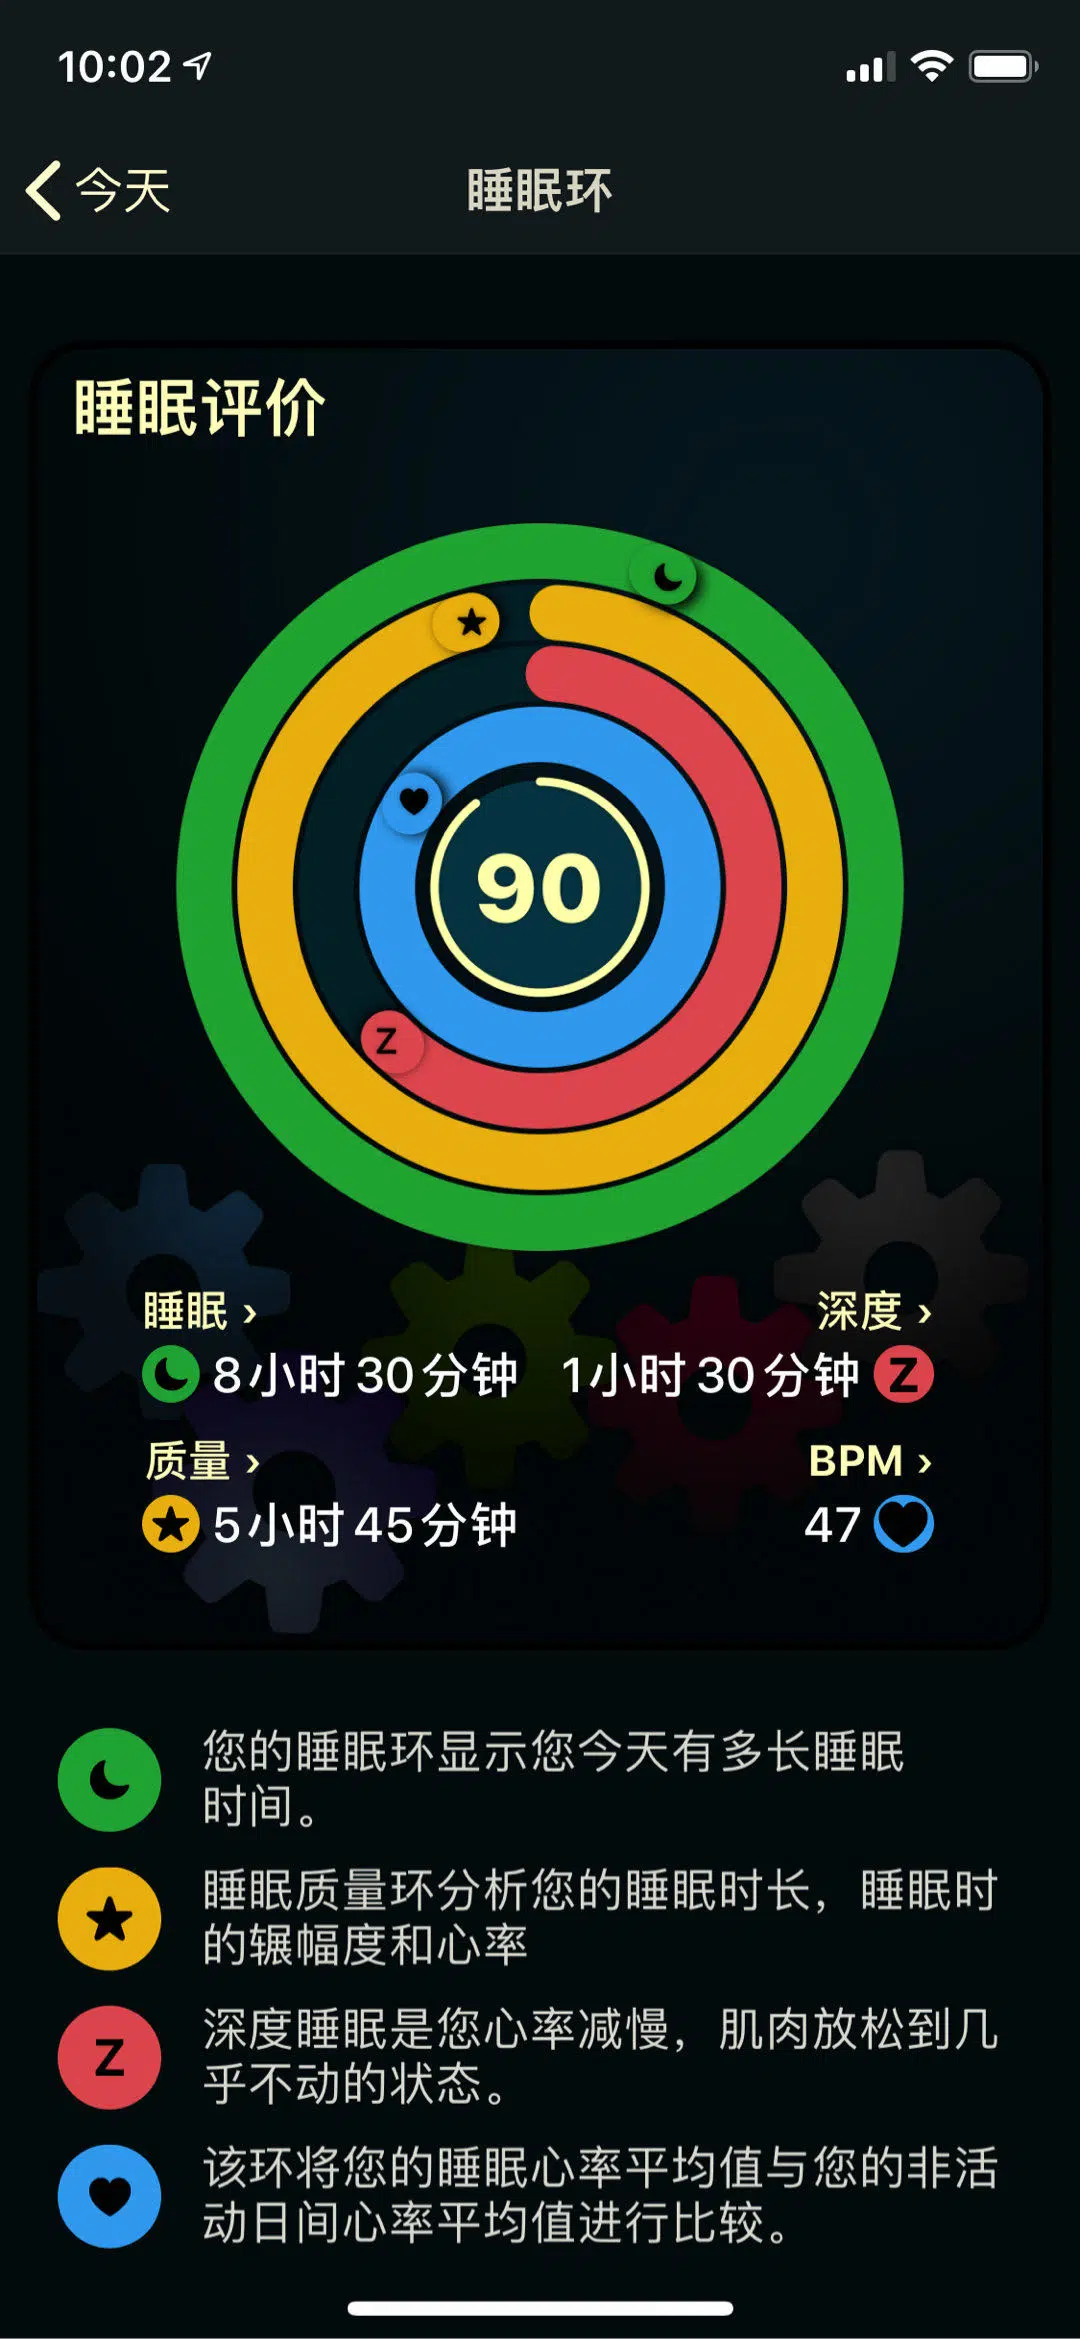 10:02
今天
睡眠环
睡眠评价
90
睡眠 ›
深度 ›
8小时30分钟
1小时30分钟
Z
质量 ›
BPM ›
5小时45分钟
47
您的睡眠环显示您今天有多长睡眠
时间。
睡眠质量环分析您的睡眠时长，睡眠时
的辗幅度和心率
Z
深度睡眠是您心率减慢，肌肉放松到几
乎不动的状态。
该环将您的睡眠心率平均值与您的非活
动日间心率平均值进行比较。